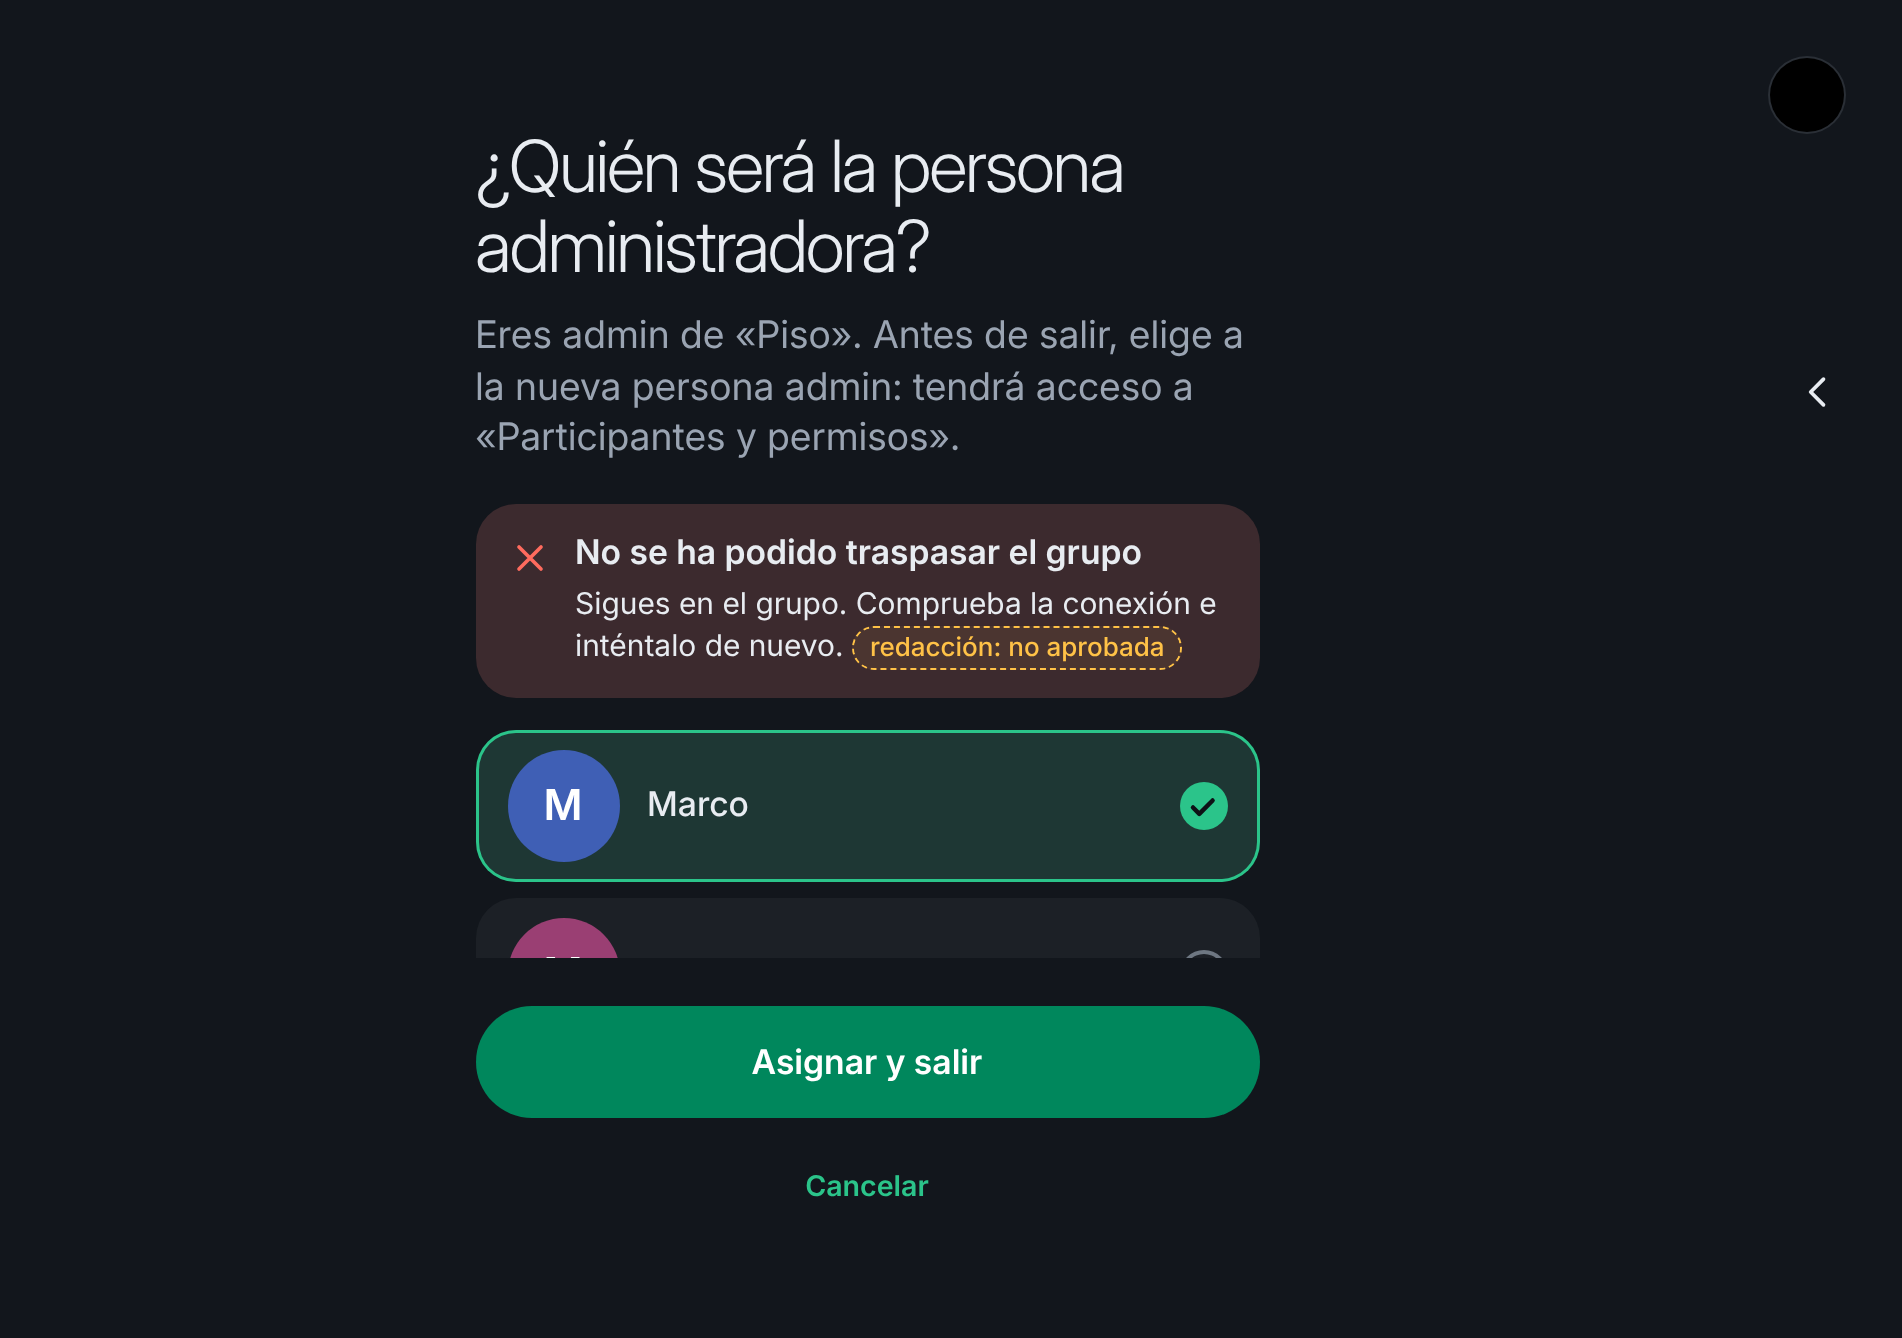 ¿Quién será la persona
administradora?
Eres admin de «Piso». Antes de salir, elige a
la nueva persona admin: tendrá acceso a
«Participantes y permisos».
No se ha podido traspasar el grupo
Sigues en el grupo. Comprueba la conexión e
inténtalo de nuevo. redacción: no aprobada
M Marco
Asignar y salir
Cancelar